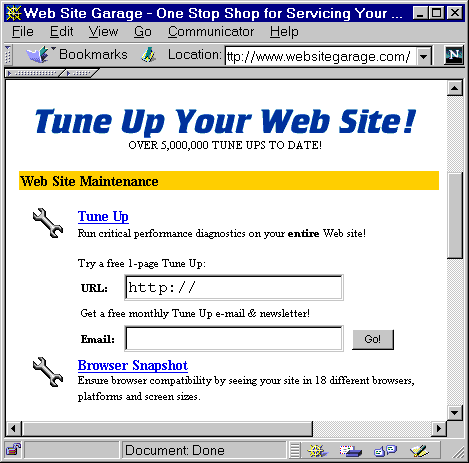 Web Site Garage - One Stop Shop for Servicing Your ...
File Edit View Go Communicator Help
Bookmarks Location: ttp://www.websitegarage.com/ N
Tune Up Your Web Site!
OVER 5,000,000 TUNE UPS TO DATE!
Web Site Maintenance
Tune Up
Run critical performance diagnostics on your entire Web site!
Try a free 1-page Tune Up:
URL: http://
Get a free monthly Tune Up e-mail & newsletter!
Email: Go!
Browser Snapshot
Ensure browser compatibility by seeing your site in 18 different browsers,
platforms and screen sizes.
Document: Done